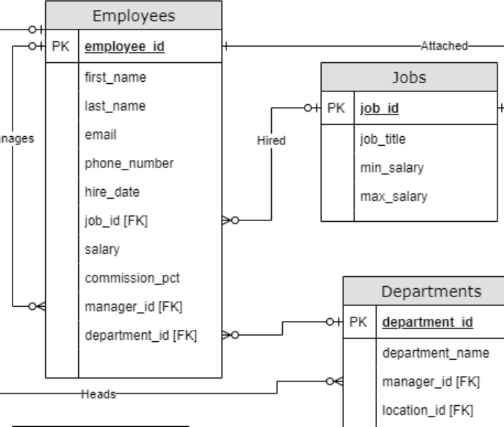 Employees
PK employee_id
first_name
last_name
email
phone_number
hire_date
job_id [FK]
salary
commission_pct
manager_id [FK]
department_id [FK]
nages
Attached
Hired
Jobs
PK job_id
job_title
min_salary
max_salary
Departments
PK department_id
department_name
manager_id [FK]
location_id [FK]
Heads